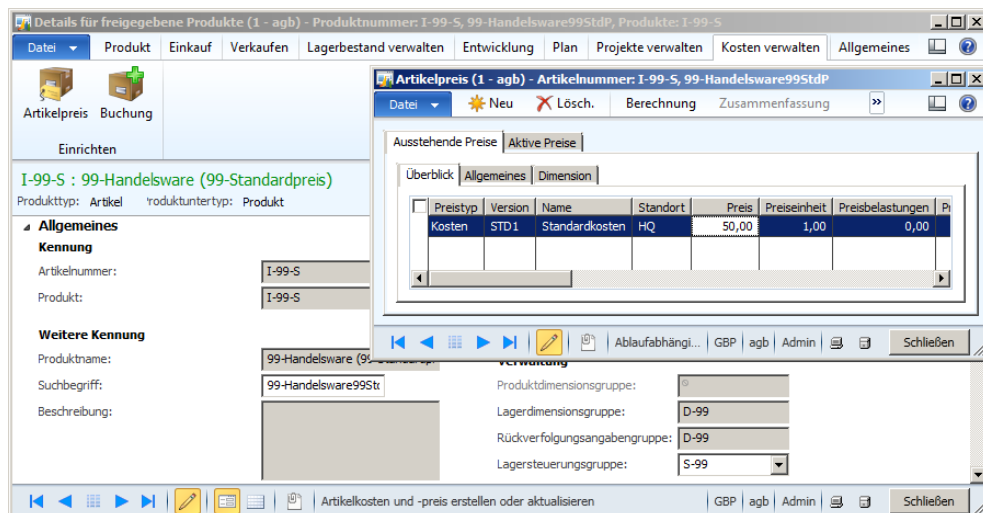 Details für freigegebene Produkte (1 - agb) - Produktnummer: I-99-S, 99-Handelsware99StdP, Produkte: I-99-S
Datei Produkt Einkauf Verkaufen Lagerbestand verwalten Entwicklung Plan Projekte verwalten Kosten verwalten Allgemeines
Artikelpreis Buchung
Einrichten
I-99-S : 99-Handelsware (99-Standardpreis)
Produkttyp: Artikel roduktuntertyp: Produkt
Allgemeines
Kennung
Artikelnummer: I-99-S
Produkt: I-99-S
Weitere Kennung
Produktname: 99-Handelsware (99
Suchbegriff: 99-Handelsware99Sto
Beschreibung:
Artikelpreis (1 - agb) - Artikelnummer: I-99-S, 99-Handelsware99StdP
Datei Neu Lösch. Berechnung Zusammenfassung »
Ausstehende Preise Aktive Preise
Überblick Allgemeines Dimension
Preistyp Version Name Standort Preis Preiseinheit Preisbelastungen
Kosten STD1 Standardkosten HQ 50,00 1,00 0,00
Ablaufabhängi... GBP agb Admin Schließen
Verwaltung
Produktdimensionsgruppe:
Lagerdimensionsgruppe: D-99
Rückverfolgungsangabengruppe: D-99
Lagersteuerungsgruppe: S-99
Artikelkosten und -preis erstellen oder aktualisieren GBP agb Admin Schließen